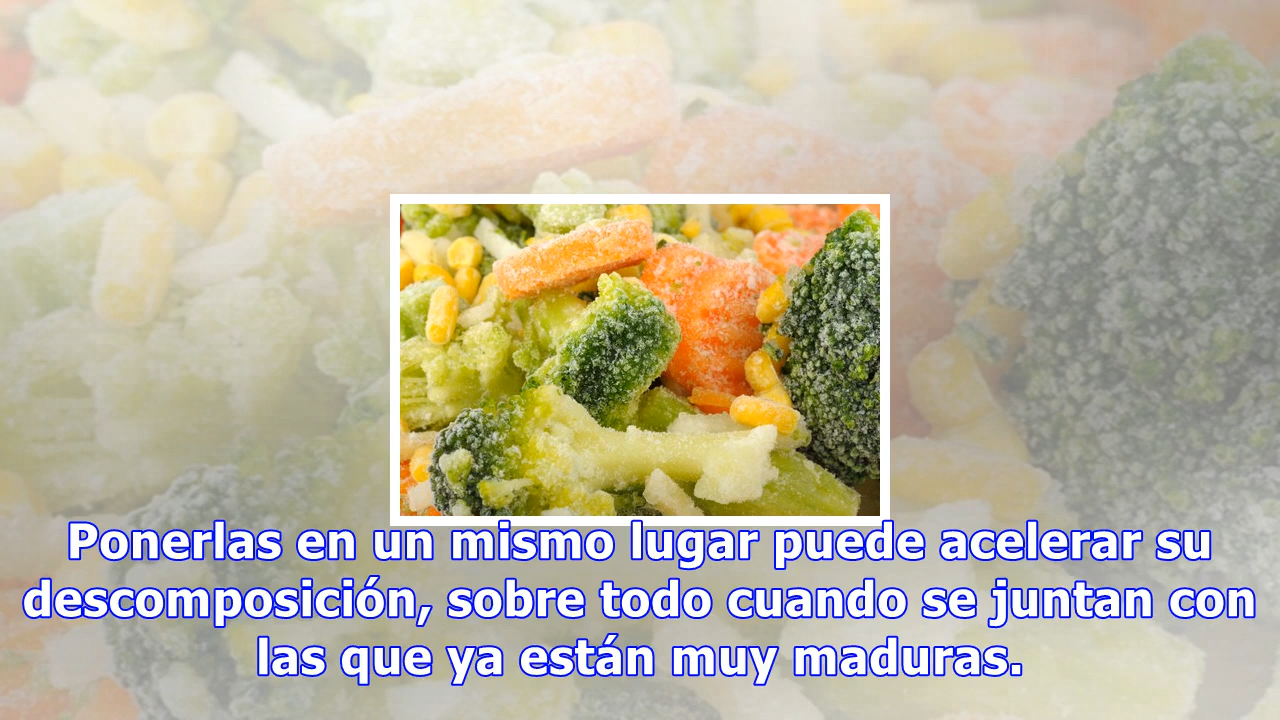 Ponerlas en un mismo lugar puede acelerar su
descomposición, sobre todo cuando se juntan con
las que ya están muy maduras.